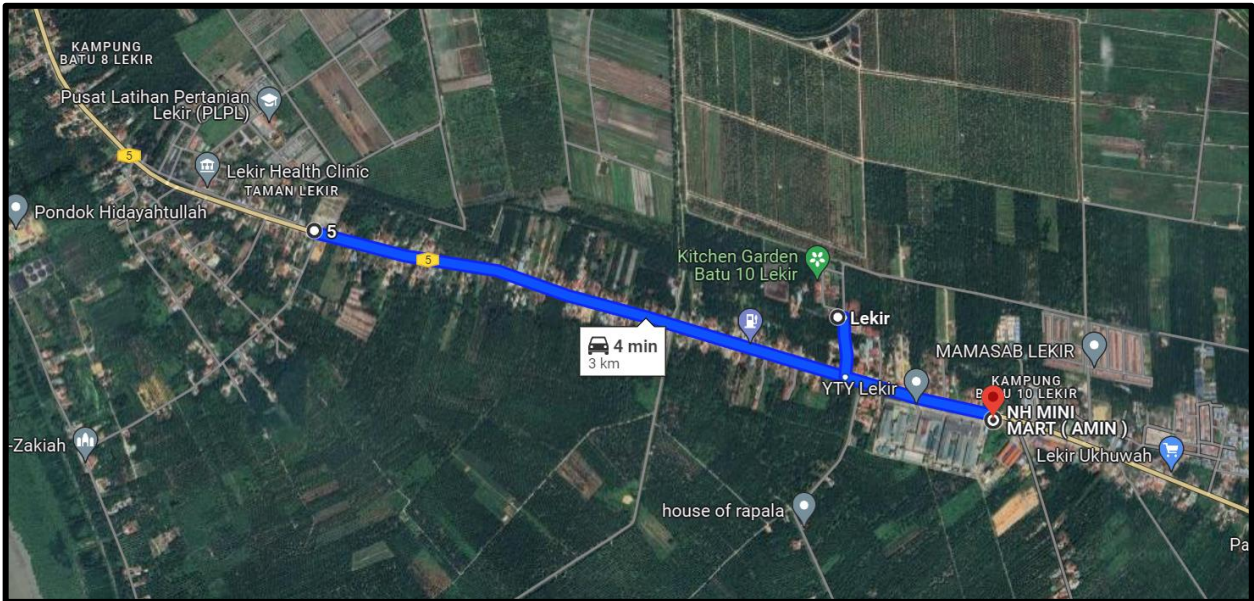 KAMPUNG
BATU 8 LEKIR
Pusat Latihan Pertanian
Lekir (PLPL)
5
Lekir Health Clinic
TAMAN LEKIR
Pondok Hidayahtullah
5
5
Kitchen Garden
Batu 10 Lekir
Lekir
4 min
3 km
MAMASAB LEKIR
YTY Lekir
KAMPUNG
BATU 10 LEKIR
NH MINI
MART ( AMIN )
-Zakiah
Lekir Ukhuwah
house of rapala
Pa